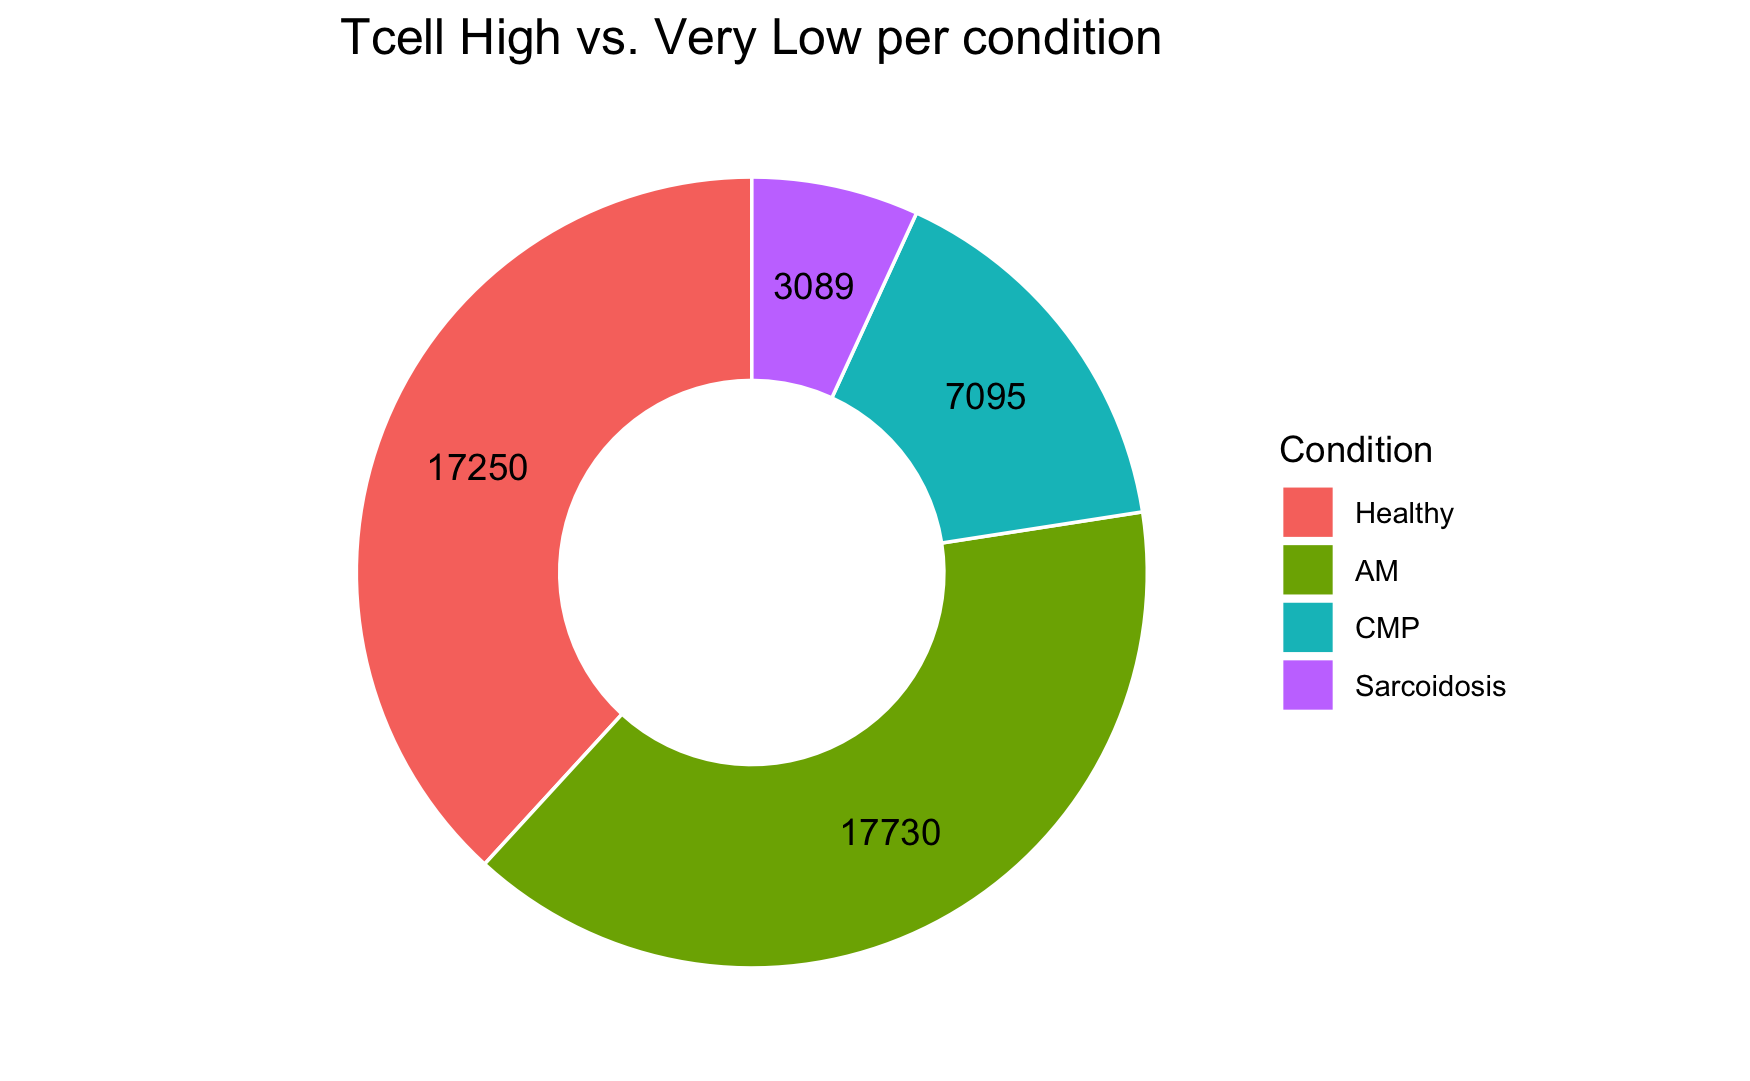 Tcell High vs. Very Low per condition
3089
7095
17250
17730
Condition
Healthy
AM
CMP
Sarcoidosis